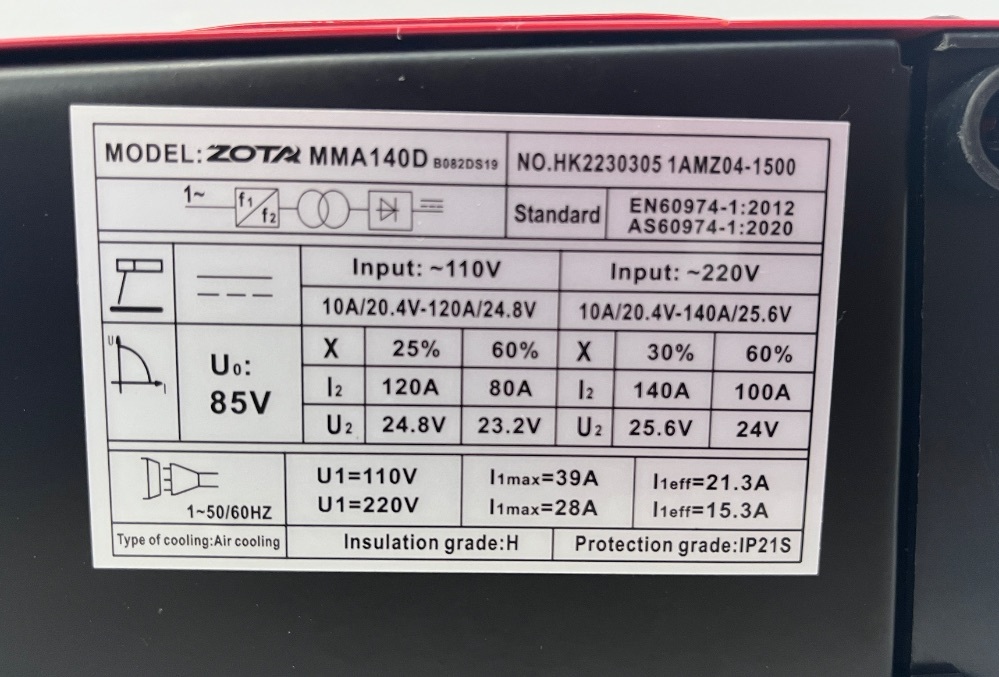 MODEL: ZOTA MMA140D B082DS19
NO.HK2230305 1AMZ04-1500
1~
f1
f2
Standard
EN60974-1:2012
AS60974-1:2020
Input: ~110V
Input: ~220V
10A/20.4V-120A/24.8V
10A/20.4V-140A/25.6V
U
I
U0:
85V
X 25% 60% X 30% 60%
I2 120A 80A I2 140A 100A
U2 24.8V 23.2V U2 25.6V 24V
1~50/60HZ
U1=110V I1max=39A I1eff=21.3A
U1=220V I1max=28A I1eff=15.3A
Type of cooling:Air cooling
Insulation grade:H
Protection grade:IP21S